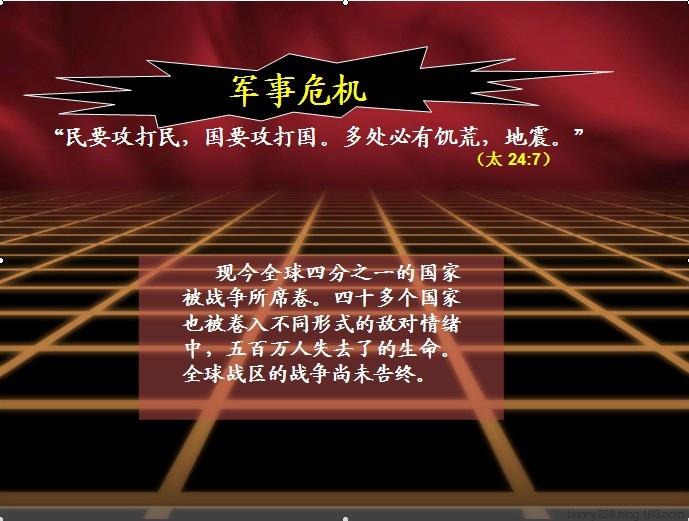 军事危机
“民要攻打民，国要攻打国。多处必有饥荒，地震。”
（太 24:7）
现今全球四分之一的国家
被战争所席卷。四十多个国家
也被卷入不同形式的敌对情绪
中，五百万人失去了的生命。
全球战区的战争尚未告终。
bunny228.blog.163.com